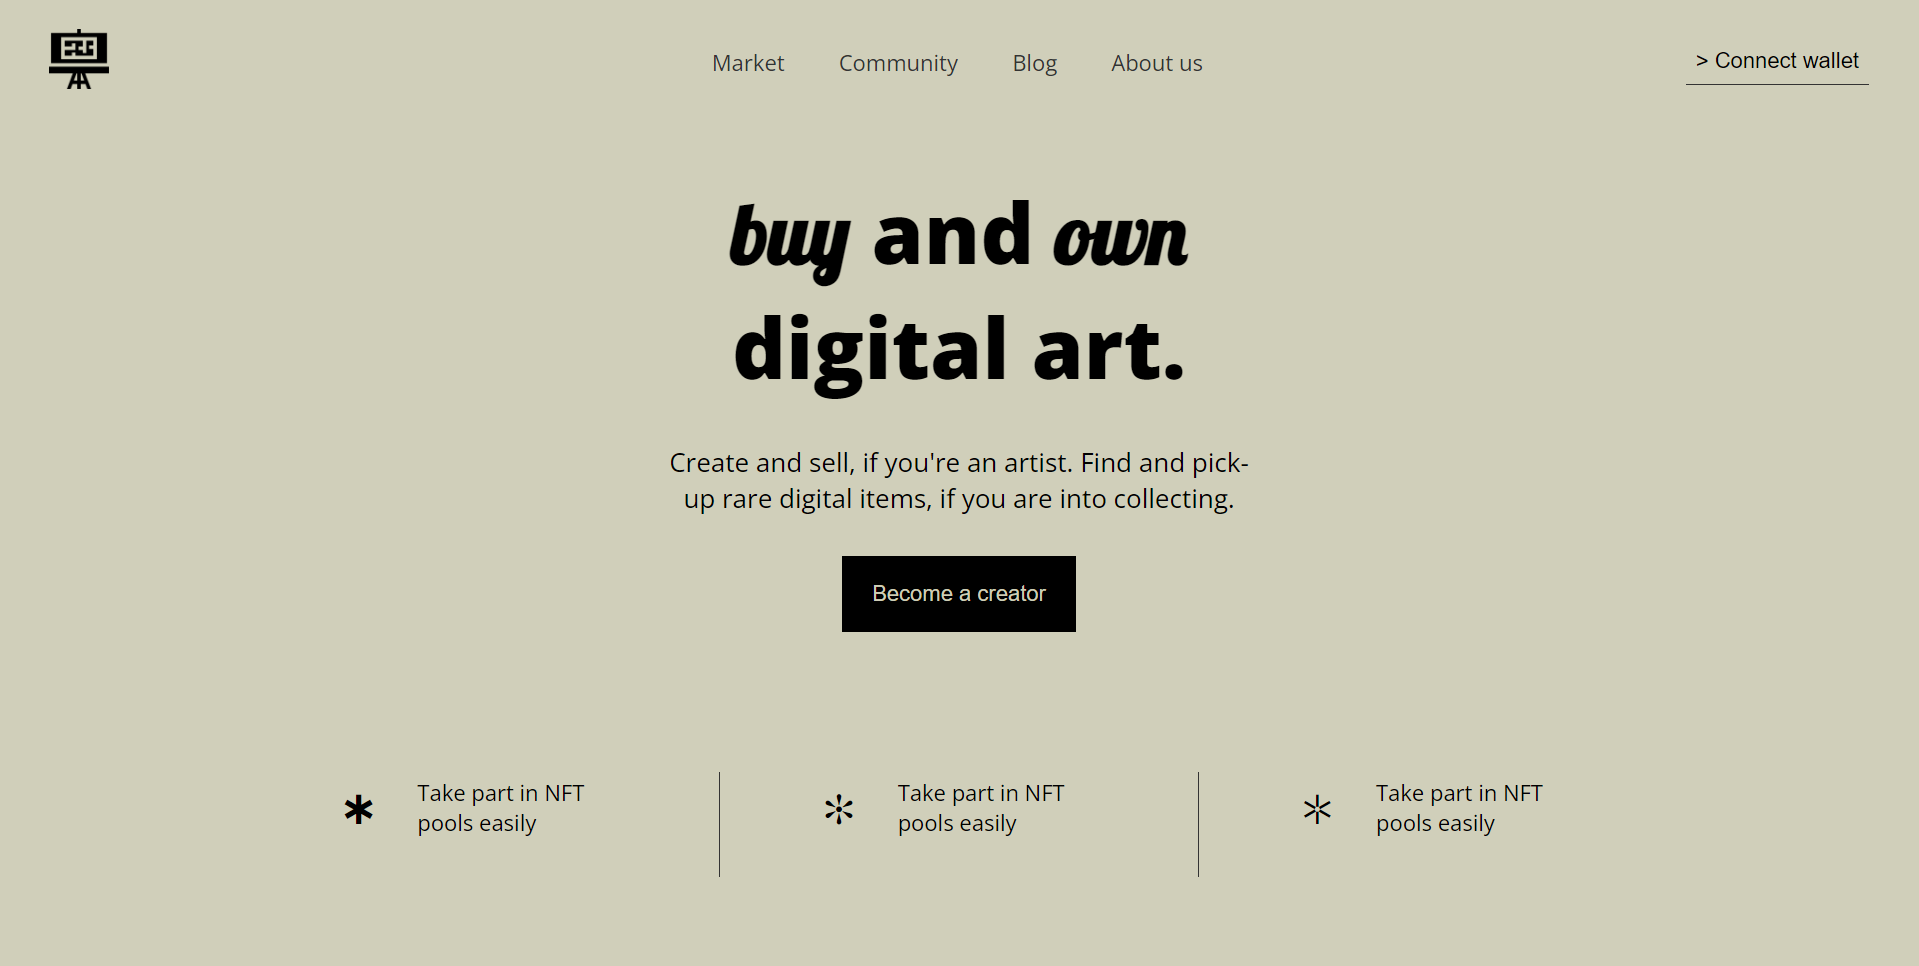 Market Community Blog About us
> Connect wallet
buy and own
digital art.
Create and sell, if you're an artist. Find and pick-
up rare digital items, if you are into collecting.
Become a creator
Take part in NFT
pools easily
Take part in NFT
pools easily
Take part in NFT
pools easily